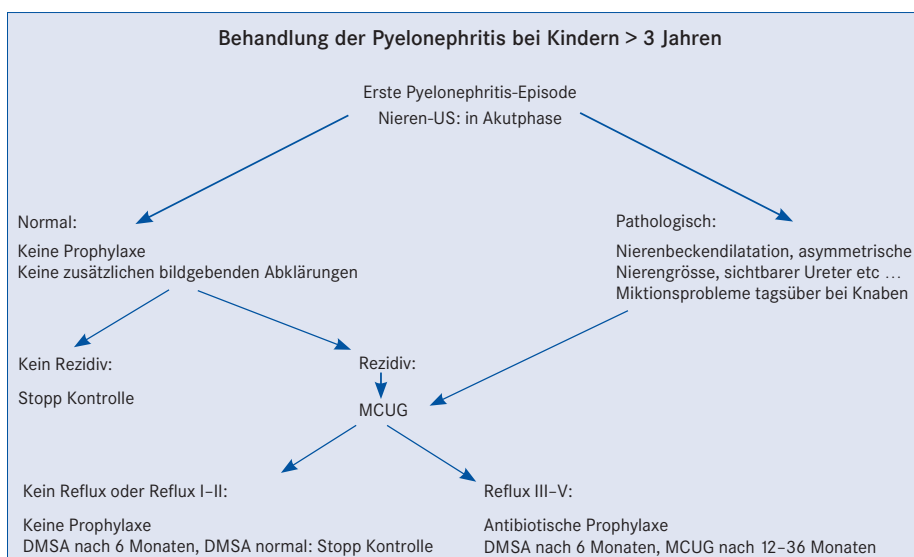 Behandlung der Pyelonephritis bei Kindern > 3 Jahren
Erste Pyelonephritis-Episode
Nieren-US: in Akutphase
Normal:
Keine Prophylaxe
Keine zusätzlichen bildgebenden Abklärungen
Pathologisch:
Nierenbeckendilatation, asymmetrische
Nierengrösse, sichtbarer Ureter etc ...
Miktionsprobleme tagsüber bei Knaben
Kein Rezidiv:
Stopp Kontrolle
Rezidiv:
MCUG
Kein Reflux oder Reflux I–II:
Keine Prophylaxe
DMSA nach 6 Monaten, DMSA normal: Stopp Kontrolle
Reflux III–V:
Antibiotische Prophylaxe
DMSA nach 6 Monaten, MCUG nach 12–36 Monaten